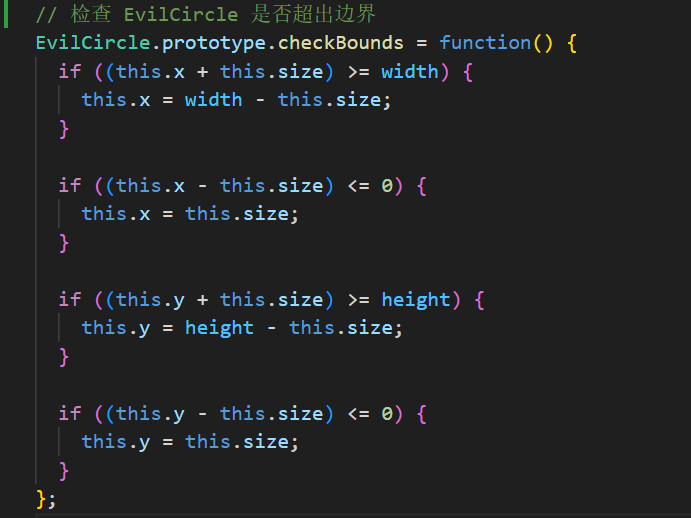 // 检查 EvilCircle 是否超出边界
EvilCircle.prototype.checkBounds = function() {
  if ((this.x + this.size) >= width) {
    this.x = width - this.size;
  }

  if ((this.x - this.size) <= 0) {
    this.x = this.size;
  }

  if ((this.y + this.size) >= height) {
    this.y = height - this.size;
  }

  if ((this.y - this.size) <= 0) {
    this.y = this.size;
  }
};